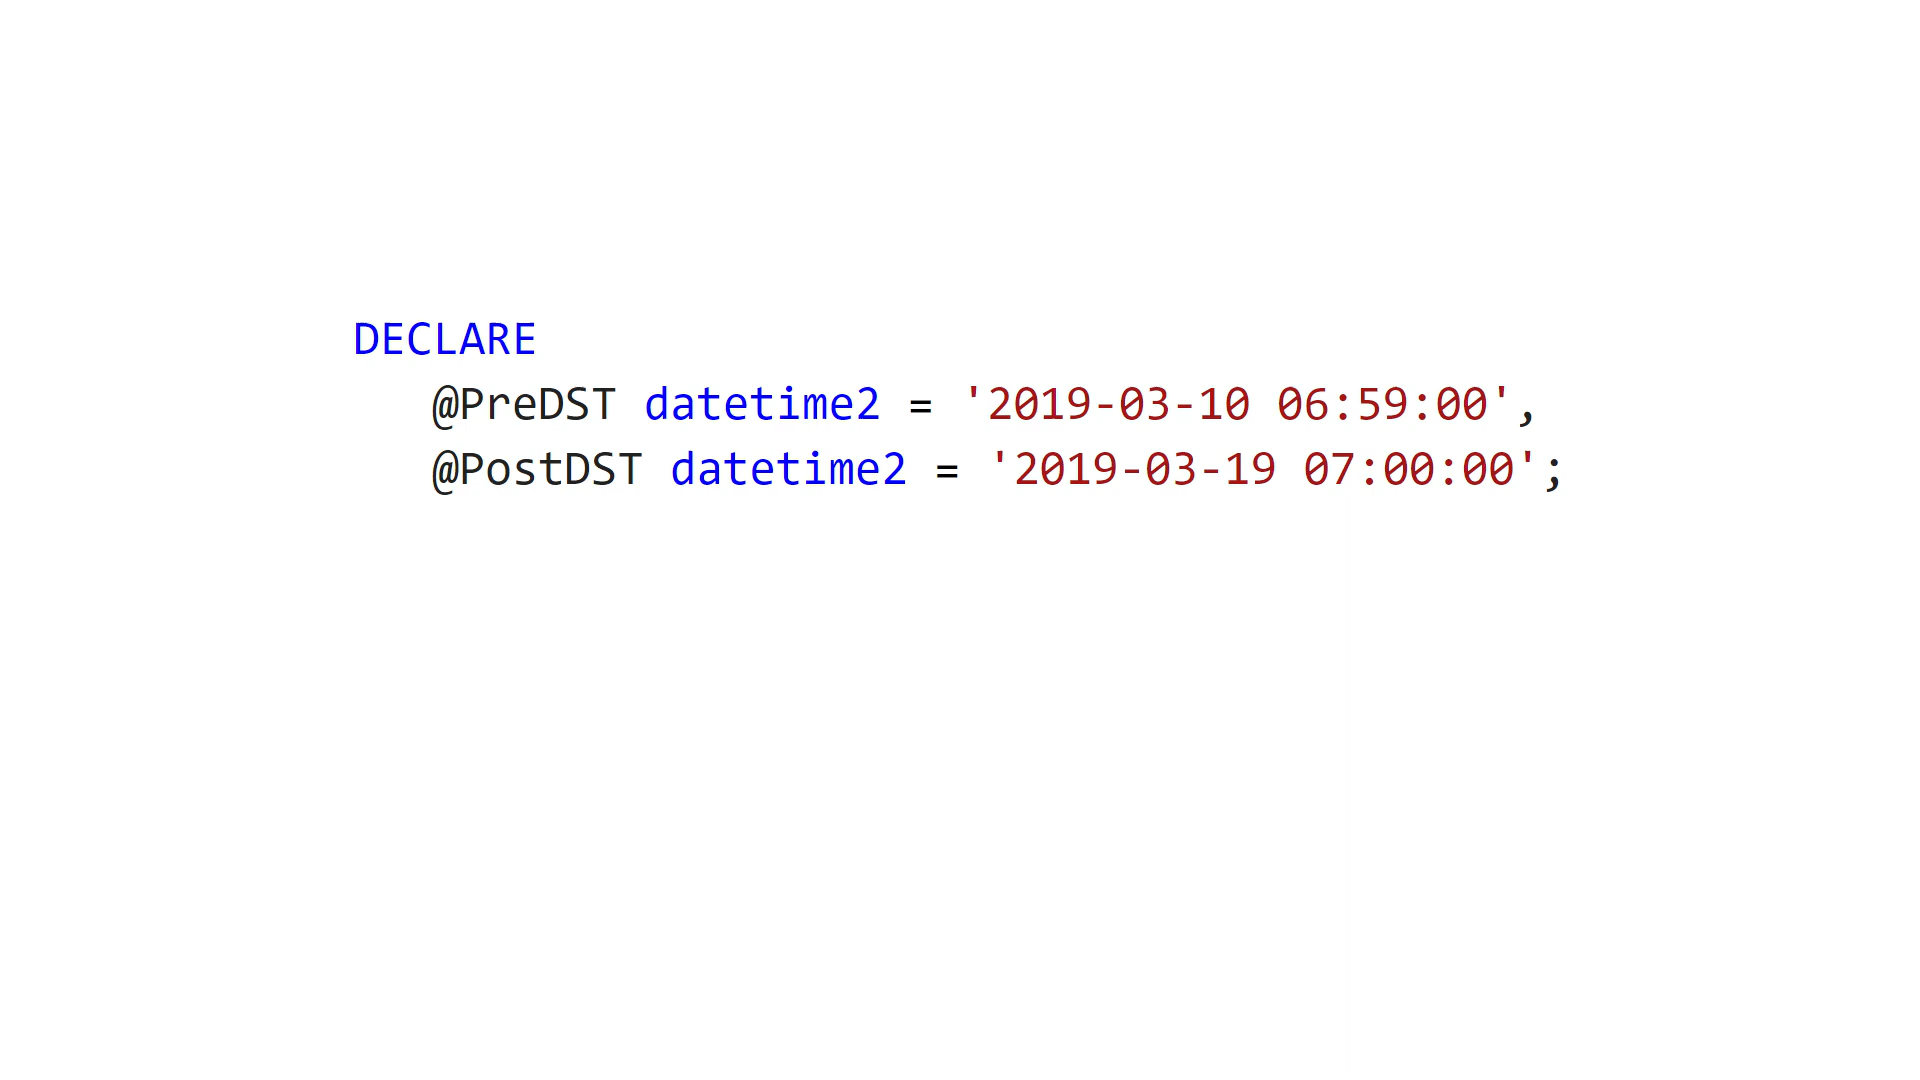 DECLARE
@PreDST datetime2 = '2019-03-10 06:59:00',
@PostDST datetime2 = '2019-03-19 07:00:00';